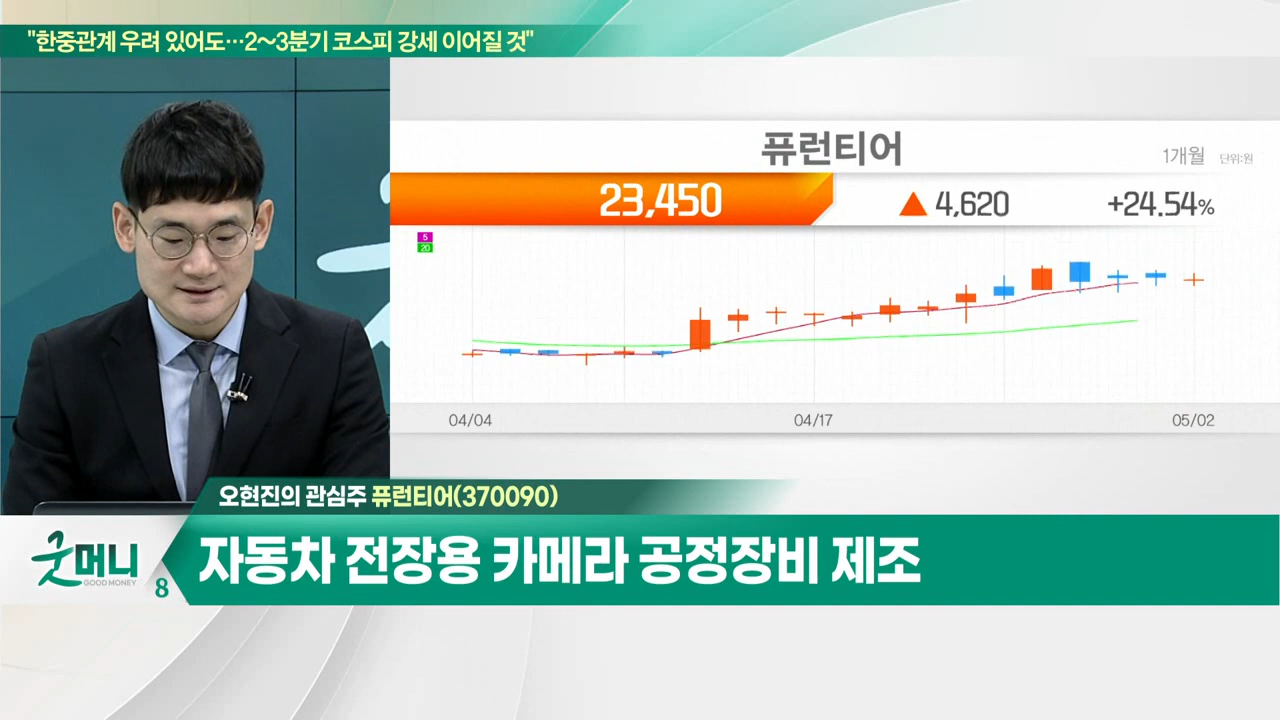 "한중관계 우려 있어도…2~3분기 코스피 강세 이어질 것"
퓨런티어
1개월 단위:원
23,450 ▲ 4,620 +24.54%
5
20
04/04 04/17 05/02
오현진의 관심주 퓨런티어(370090)
굿머니
GOOD MONEY
8
자동차 전장용 카메라 공정장비 제조